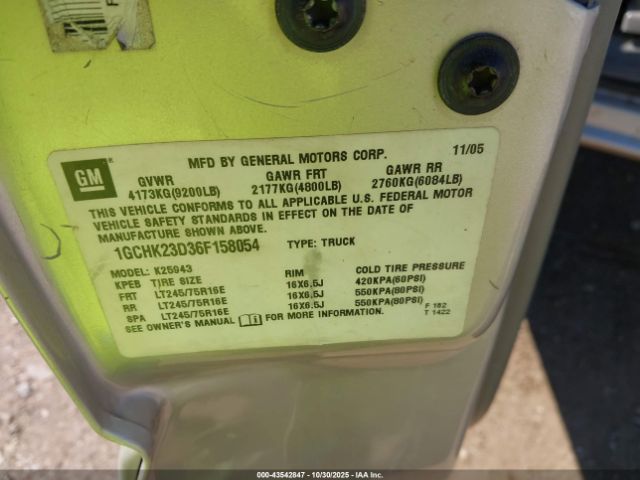 MFD BY GENERAL MOTORS CORP. 11/05
GM
GVWR GAWR FRT GAWR RR
4173KG(9200LB) 2177KG(4800LB) 2760KG(6084LB)
THIS VEHICLE CONFORMS TO ALL APPLICABLE U.S. FEDERAL MOTOR
VEHICLE SAFETY STANDARDS IN EFFECT ON THE DATE OF
MANUFACTURE SHOWN ABOVE.
1GCHK23D36F158054 TYPE: TRUCK
MODEL: K25943
KPEB TIRE SIZE RIM COLD TIRE PRESSURE
FRT LT245/75R16E 16X6.5J 420KPA(60PSI)
RR LT245/75R16E 16X6.5J 550KPA(80PSI)
SPA LT245/75R16E 16X6.5J 550KPA(80PSI)
SEE OWNER'S MANUAL FOR MORE INFORMATION.
F 182
T 1422
000-43542847 - 10/30/2025 - IAAI, Inc.